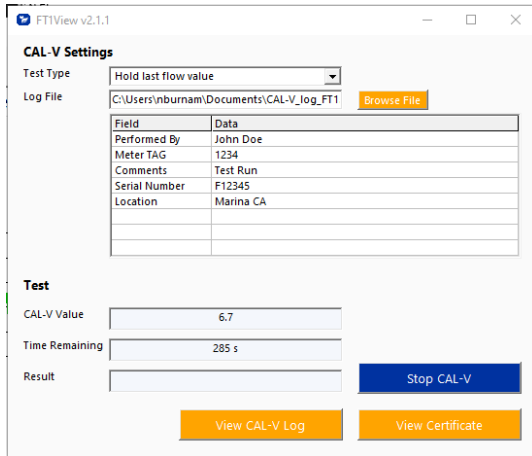 FT1View v2.1.1
CAL-V Settings
Test Type Hold last flow value
Log File C:\Users\nburnam\Documents\CAL-V_log_FT1 Browse File
Field Data
Performed By John Doe
Meter TAG 1234
Comments Test Run
Serial Number F12345
Location Marina CA
Test
CAL-V Value 6.7
Time Remaining 285 s
Result Stop CAL-V
View CAL-V Log View Certificate